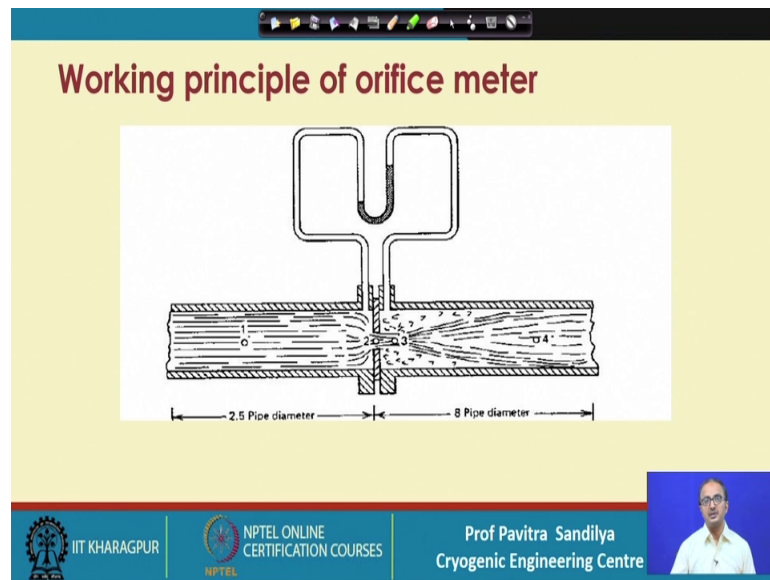 Working principle of orifice meter
1
2
3
4
2.5 Pipe diameter
8 Pipe diameter
IIT KHARAGPUR
NPTEL
NPTEL ONLINE
CERTIFICATION COURSES
Prof Pavitra Sandilya
Cryogenic Engineering Centre